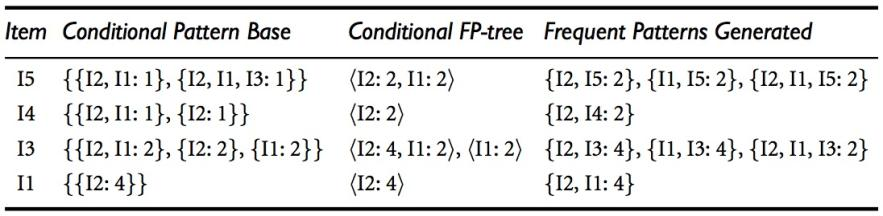 Item Conditional Pattern Base Conditional FP-tree Frequent Patterns Generated
I5 {{I2, I1: 1}, {I2, I1, I3: 1}} ⟨I2: 2, I1: 2⟩ {I2, I5: 2}, {I1, I5: 2}, {I2, I1, I5: 2}
I4 {{I2, I1: 1}, {I2: 1}} ⟨I2: 2⟩ {I2, I4: 2}
I3 {{I2, I1: 2}, {I2: 2}, {I1: 2}} ⟨I2: 4, I1: 2⟩, ⟨I1: 2⟩ {I2, I3: 4}, {I1, I3: 4}, {I2, I1, I3: 2}
I1 {{I2: 4}} ⟨I2: 4⟩ {I2, I1: 4}